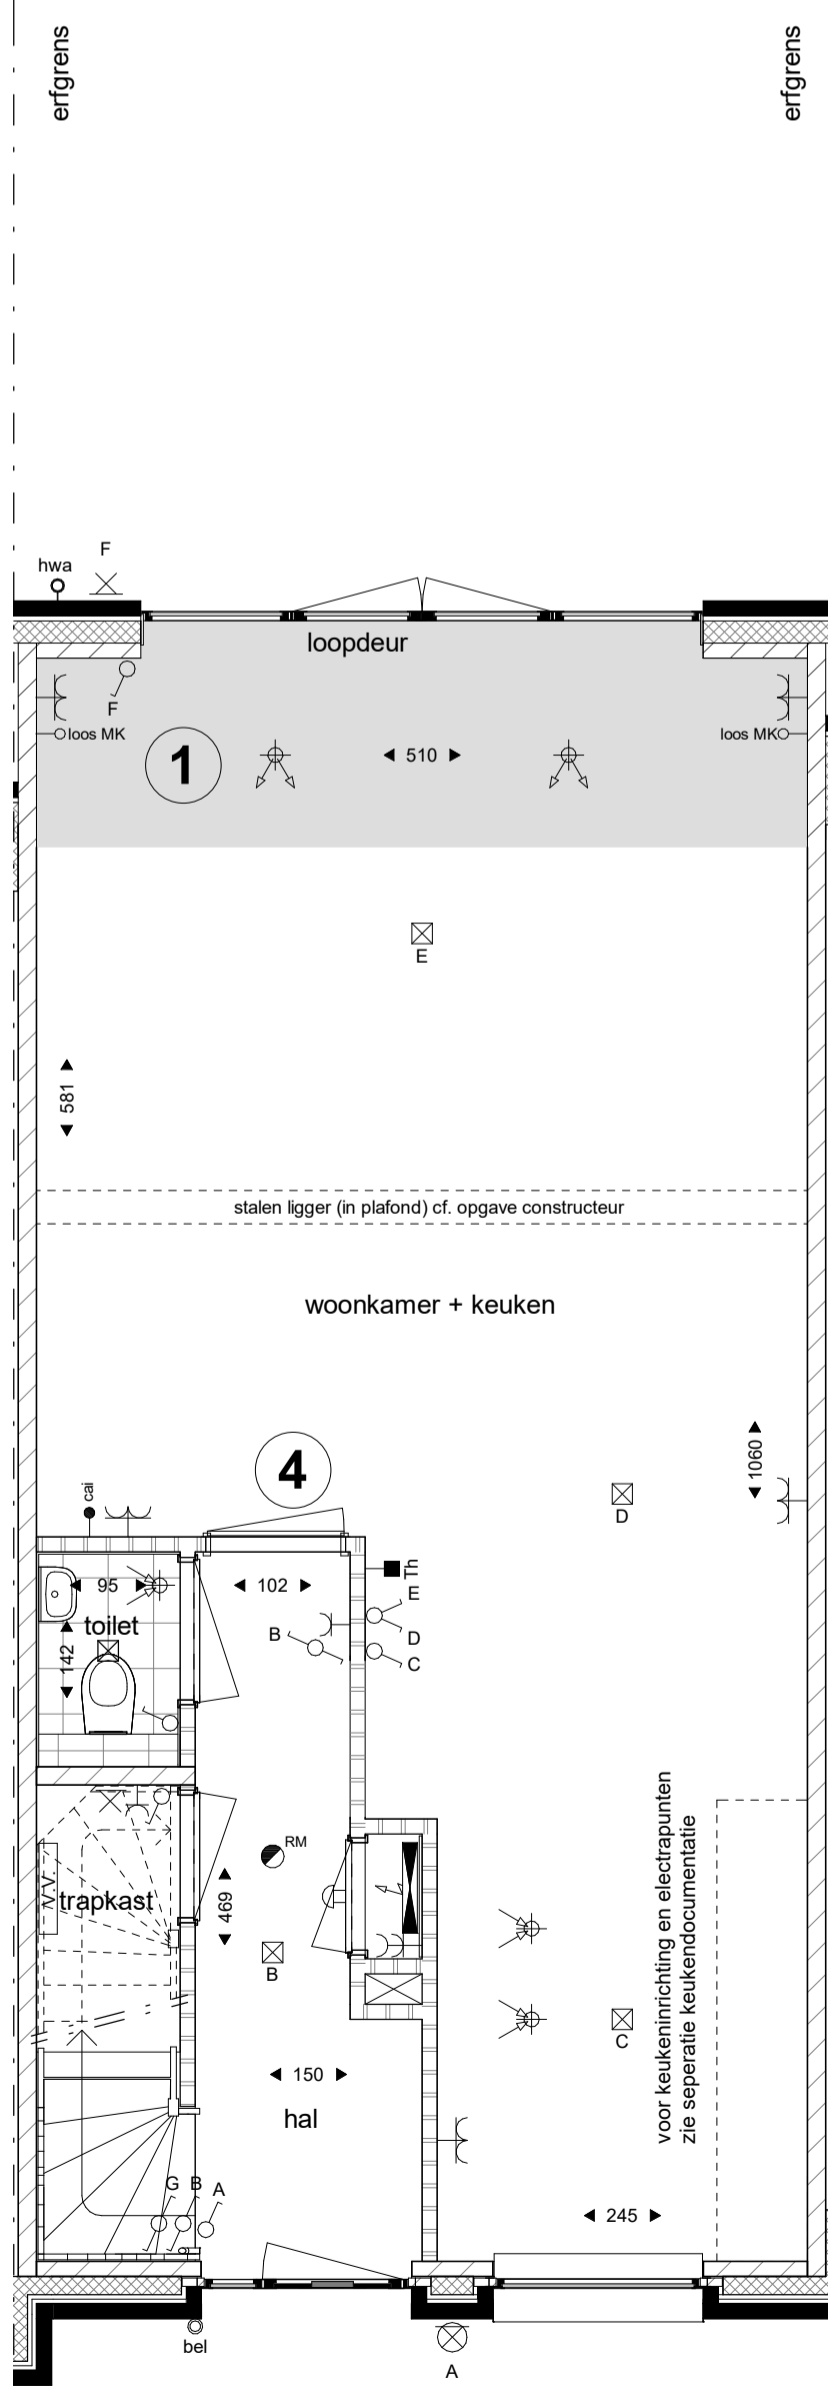 erfgrens
erfgrens
F
hwa
loopdeur
F
loos MK
loos MK
1
510
E
581
stalen ligger (in plafond) cf. opgave constructeur
woonkamer + keuken
1060
4
cai
D
Th
95
102
E
toilet
B
D
142
C
voor keukeninrichting en electrapunten
zie seperatie keukendocumentatie
RM
V.V.
trapkast
469
B
C
150
hal
G
B
A
245
bel
A